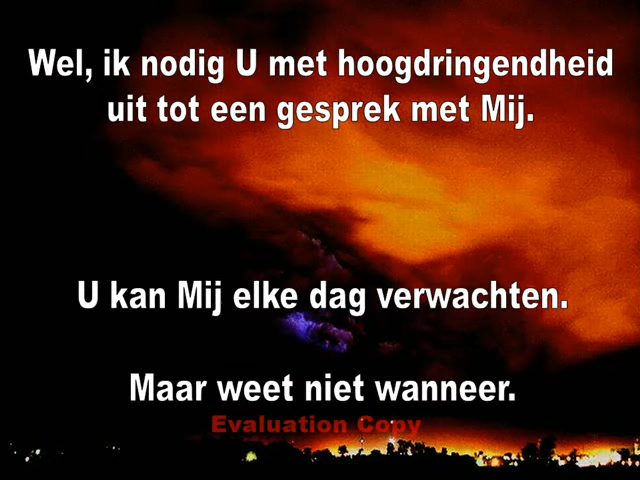 Wel, ik nodig U met hoogdringendheid
uit tot een gesprek met Mij.
U kan Mij elke dag verwachten.
Maar weet niet wanneer.
Evaluation Copy